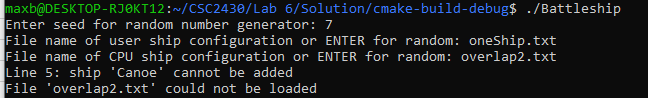 maxb@DESKTOP-RJ0KT12:~/CSC2430/Lab 6/Solution/cmake-build-debug$ ./Battleship
Enter seed for random number generator: 7
File name of user ship configuration or ENTER for random: oneShip.txt
File name of CPU ship configuration or ENTER for random: overlap2.txt
Line 5: ship 'Canoe' cannot be added
File 'overlap2.txt' could not be loaded